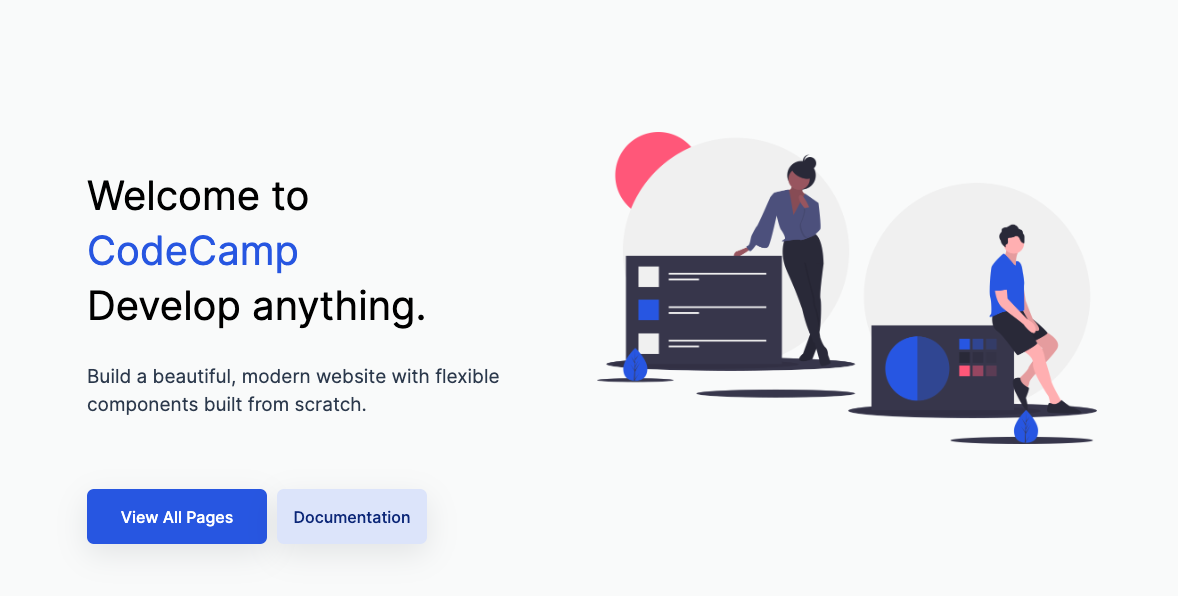 Welcome to
CodeCamp
Develop anything.
Build a beautiful, modern website with flexible
components built from scratch.
View All Pages
Documentation